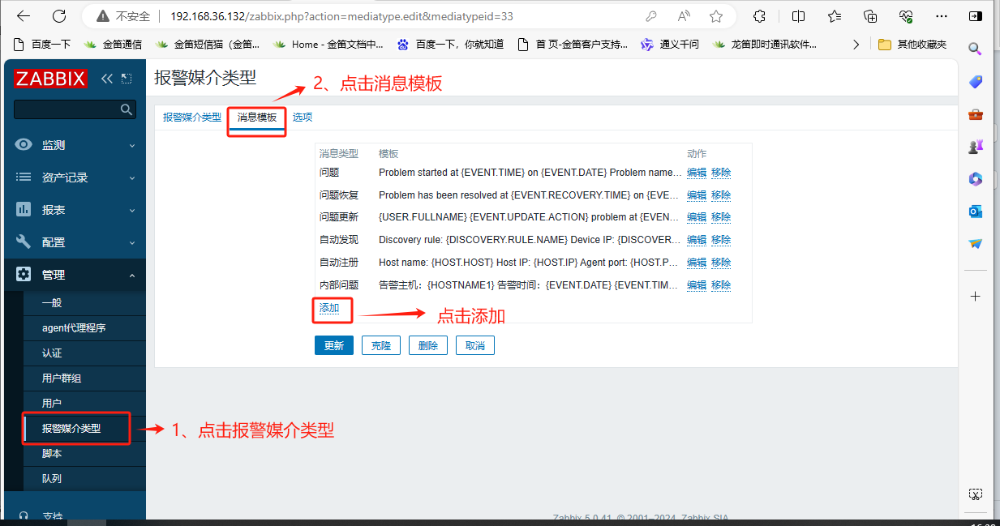 不安全 192.168.36.132/zabbix.php?action=mediatype.edit&mediatypeid=33
百度一下 金笛通信 金笛短信猫（金笛... Home - 金笛文档中... 百度一下，你就知道 首页-金笛客户支持... 通义千问 龙笛即时通讯软件... 其他收藏夹
ZABBIX
报警媒介类型
2、点击消息模板
报警媒介类型 消息模板 选项
监测
资产记录
报表
配置
管理
一般
agent代理程序
认证
用户群组
用户
报警媒介类型
脚本
队列
支持
消息类型 模板 动作
问题 Problem started at {EVENT.TIME} on {EVENT.DATE} Problem name... 编辑 移除
问题恢复 Problem has been resolved at {EVENT.RECOVERY.TIME} on {EVE... 编辑 移除
问题更新 {USER.FULLNAME} {EVENT.UPDATE.ACTION} problem at {EVEN... 编辑 移除
自动发现 Discovery rule: {DISCOVERY.RULE.NAME} Device IP: {DISCOVER... 编辑 移除
自动注册 Host name: {HOST.HOST} Host IP: {HOST.IP} Agent port: {HOST.P... 编辑 移除
内部问题 告警主机：{HOSTNAME1} 告警时间：{EVENT.DATE} {EVENT.TIM... 编辑 移除
添加
点击添加
更新 克隆 删除 取消
1、点击报警媒介类型
Zabbix 5.0.41. © 2001–2024, Zabbix SIA